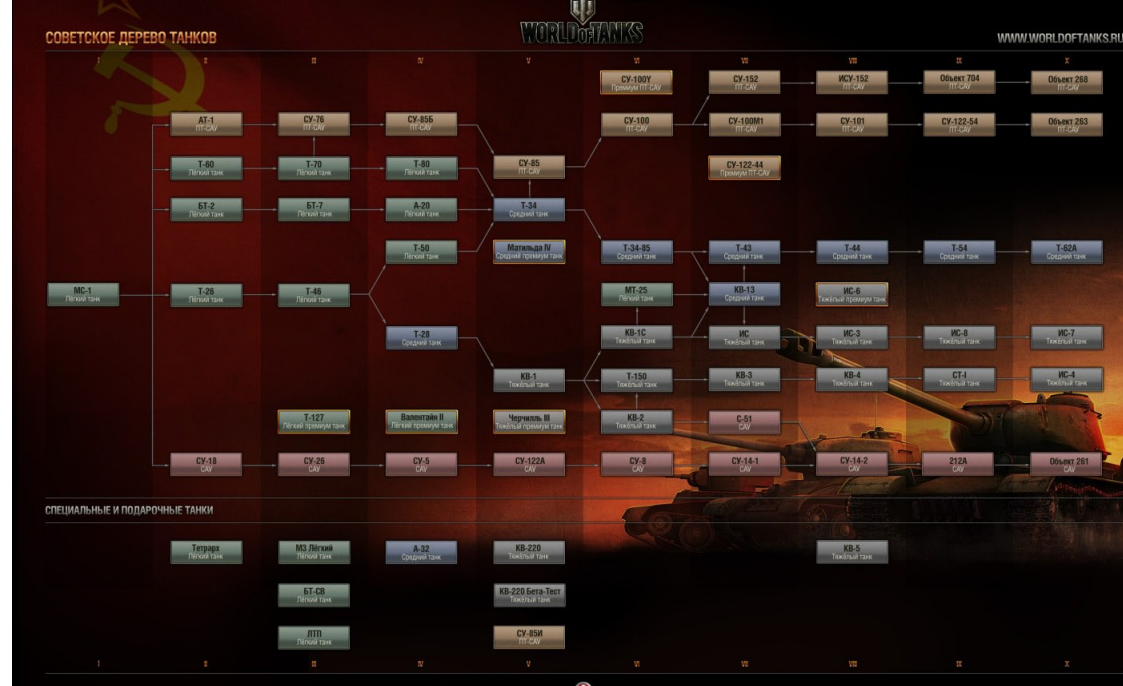 WORLD OF TANKS
СОВЕТСКОЕ ДЕРЕВО ТАНКОВ
WWW.WORLDOFTANKS.RU
I II III IV V VI VII VIII IX X
СУ-100Y
Премиум ПТ-САУ
СУ-152
ПТ-САУ
ИСУ-152
ПТ-САУ
Объект 704
ПТ-САУ
Объект 268
ПТ-САУ
АТ-1
ПТ-САУ
СУ-76
ПТ-САУ
СУ-85Б
ПТ-САУ
СУ-100
ПТ-САУ
СУ-100М1
ПТ-САУ
СУ-101
ПТ-САУ
СУ-122-54
ПТ-САУ
Объект 263
ПТ-САУ
Т-60
Лёгкий танк
Т-70
Лёгкий танк
Т-80
Лёгкий танк
СУ-85
ПТ-САУ
СУ-122-44
Премиум ПТ-САУ
БТ-2
Лёгкий танк
БТ-7
Лёгкий танк
А-20
Лёгкий танк
Т-34
Средний танк
Т-50
Лёгкий танк
Матильда IV
Средний премиум танк
Т-34-85
Средний танк
Т-43
Средний танк
Т-44
Средний танк
Т-54
Средний танк
Т-62А
Средний танк
МС-1
Лёгкий танк
Т-26
Лёгкий танк
Т-46
Лёгкий танк
МТ-25
Лёгкий танк
КВ-13
Средний танк
ИС-6
Тяжёлый премиум танк
Т-28
Средний танк
КВ-1С
Тяжёлый танк
ИС
Тяжёлый танк
ИС-3
Тяжёлый танк
ИС-8
Тяжёлый танк
ИС-7
Тяжёлый танк
КВ-1
Тяжёлый танк
Т-150
Тяжёлый танк
КВ-3
Тяжёлый танк
КВ-4
Тяжёлый танк
СТ-I
Тяжёлый танк
ИС-4
Тяжёлый танк
Т-127
Лёгкий премиум танк
Валентайн II
Лёгкий премиум танк
Черчилль III
Тяжёлый премиум танк
КВ-2
Тяжёлый танк
С-51
САУ
СУ-18
САУ
СУ-26
САУ
СУ-5
САУ
СУ-122А
САУ
СУ-8
САУ
СУ-14-1
САУ
СУ-14-2
САУ
212А
САУ
Объект 261
САУ
СПЕЦИАЛЬНЫЕ И ПОДАРОЧНЫЕ ТАНКИ
Тетрарх
Лёгкий танк
М3 Лёгкий
Лёгкий танк
А-32
Средний танк
КВ-220
Тяжёлый танк
КВ-5
Тяжёлый танк
БТ-СВ
Лёгкий танк
КВ-220 Бета-Тест
Тяжёлый танк
ЛТП
Лёгкий танк
СУ-85И
ПТ-САУ
I II III IV V VI VII VIII IX X